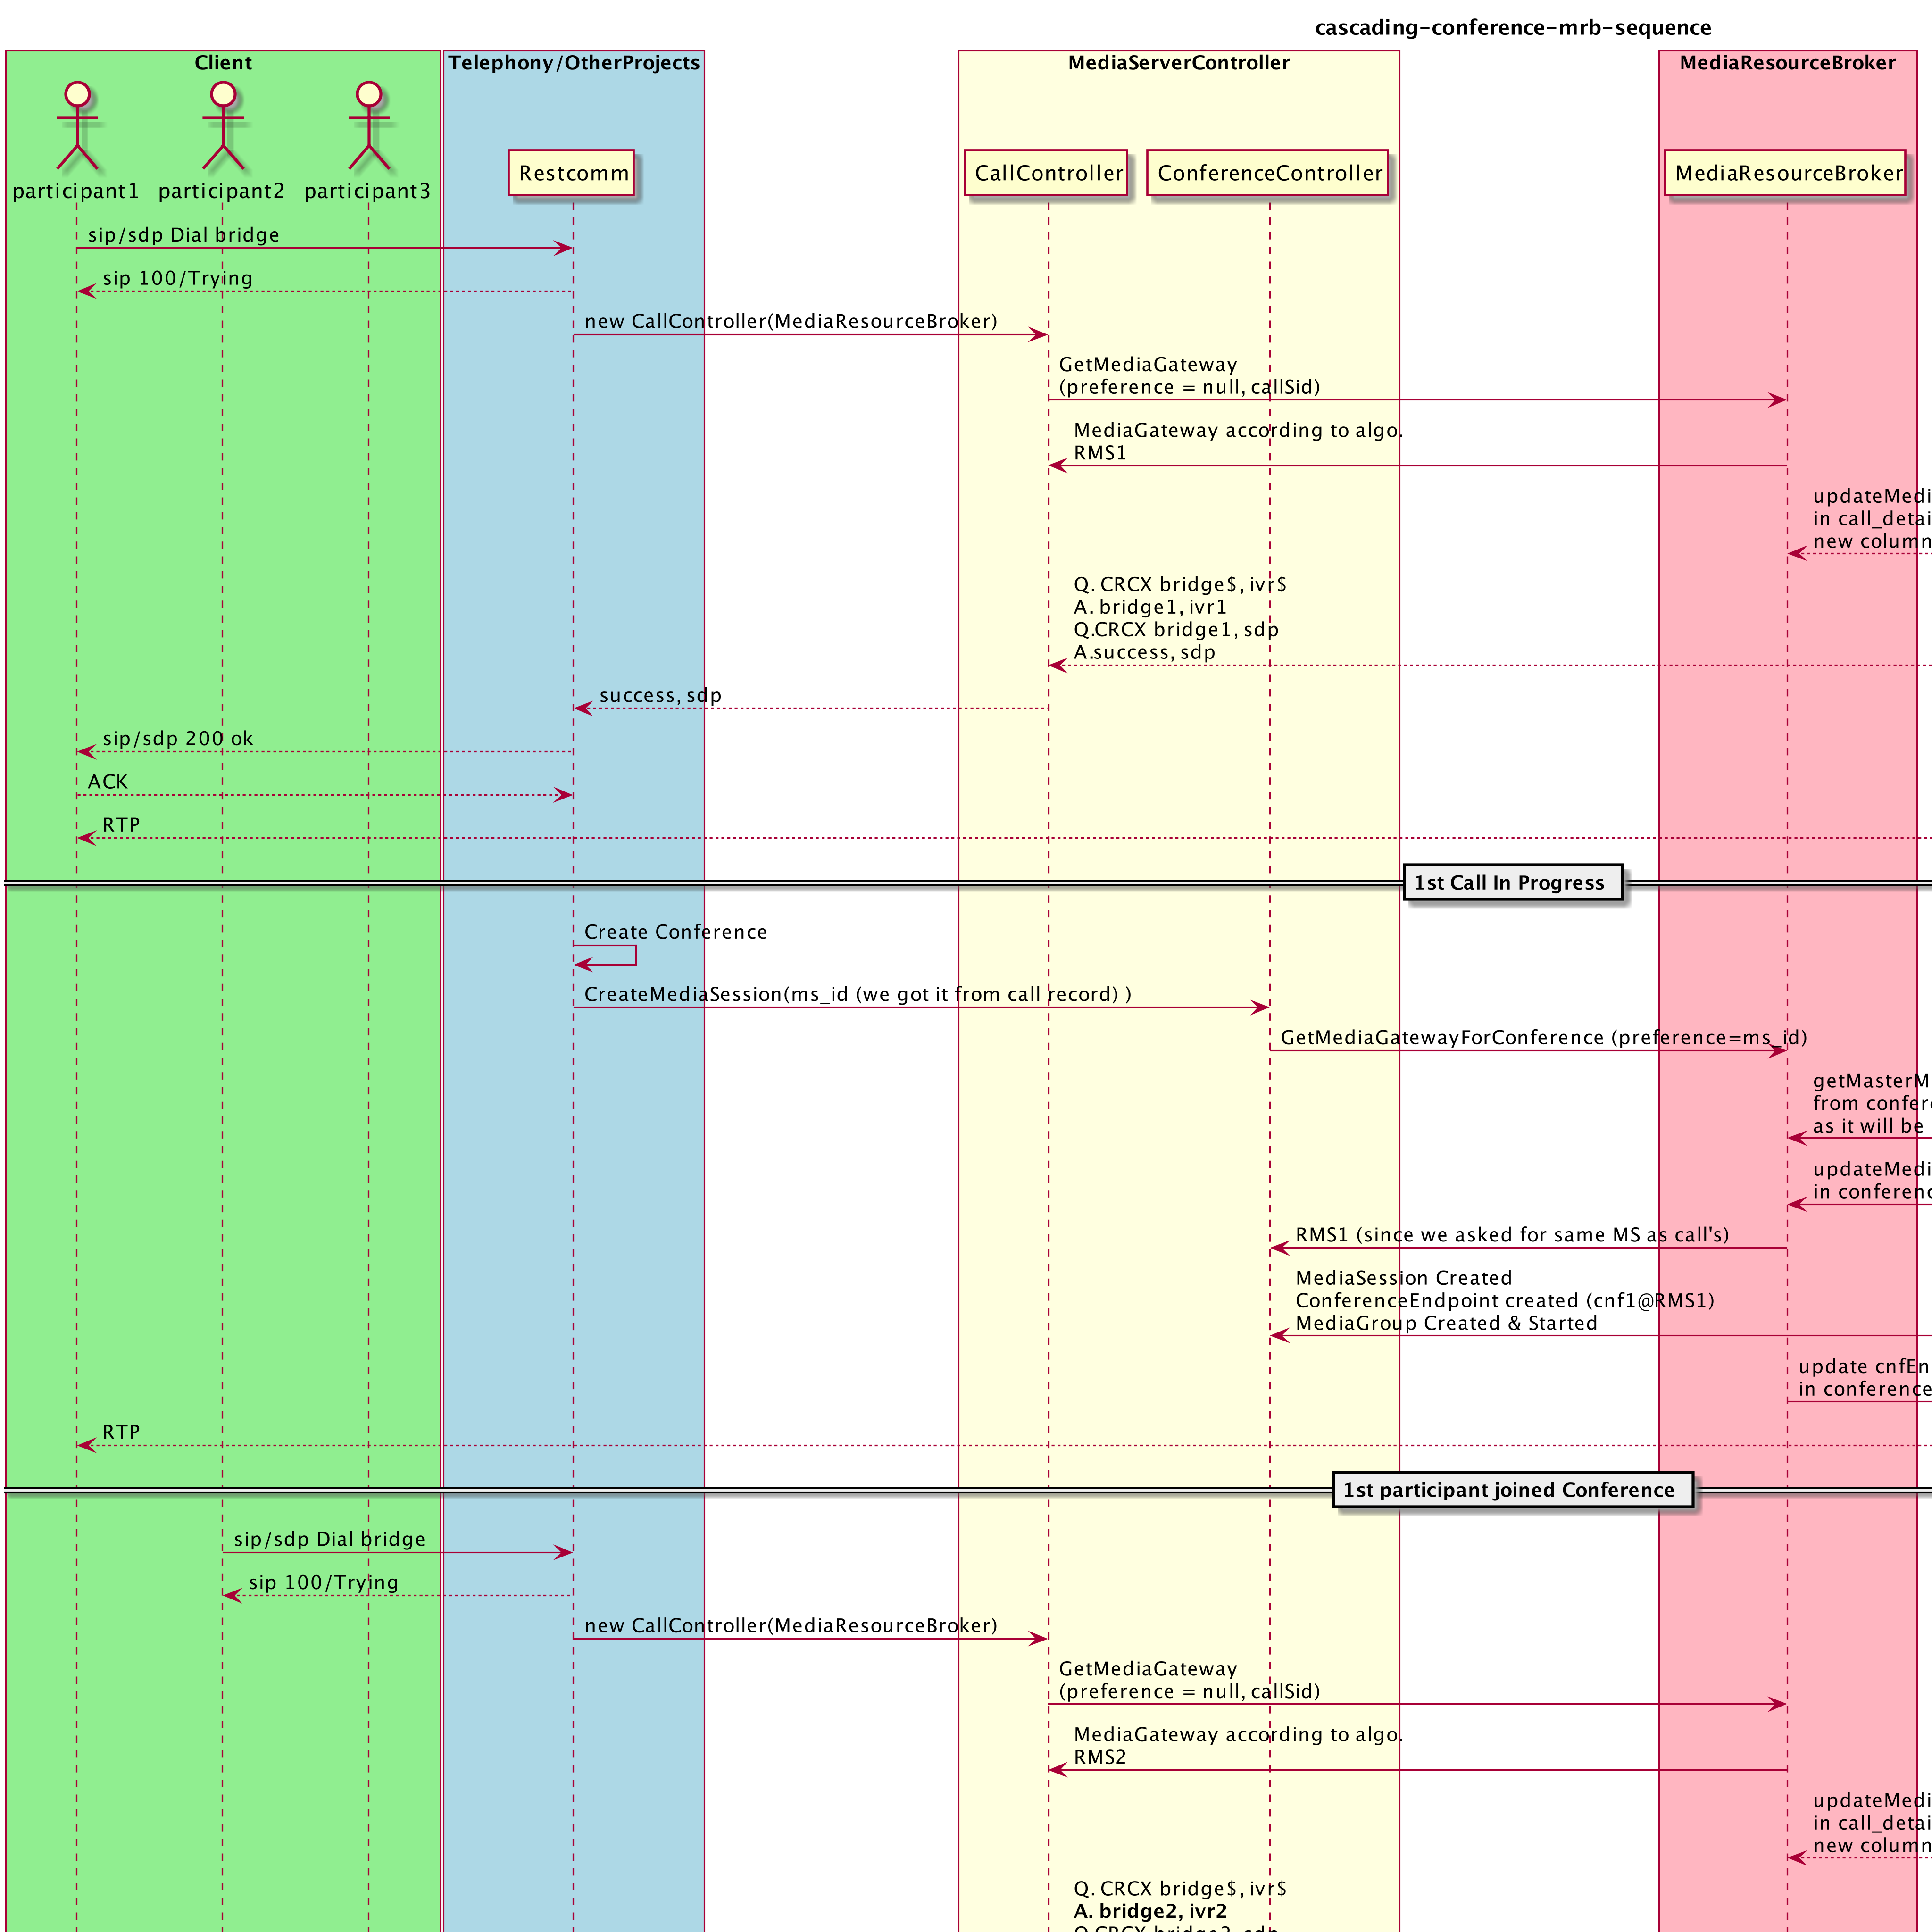 cascading-conference-mrb-sequence
Client
Telephony/OtherProjects
MediaServerController
MediaResourceBroker
participant1
participant2
participant3
Restcomm
CallController
ConferenceController
MediaResourceBroker
sip/sdp Dial bridge
sip 100/Trying
new CallController(MediaResourceBroker)
GetMediaGateway
(preference = null, callSid)
MediaGateway according to algo.
RMS1
updateMedi
in call_detai
new column
Q. CRCX bridge$, ivr$
A. bridge1, ivr1
Q.CRCX bridge1, sdp
A.success, sdp
success, sdp
sip/sdp 200 ok
ACK
RTP
1st Call In Progress
Create Conference
CreateMediaSession(ms_id (we got it from call record) )
GetMediaGatewayForConference (preference=ms_id)
getMasterM
from confer
as it will be
updateMedi
in conferenc
RMS1 (since we asked for same MS as call's)
MediaSession Created
ConferenceEndpoint created (cnf1@RMS1)
MediaGroup Created & Started
update cnfEn
in conference
RTP
1st participant joined Conference
sip/sdp Dial bridge
sip 100/Trying
new CallController(MediaResourceBroker)
GetMediaGateway
(preference = null, callSid)
MediaGateway according to algo.
RMS2
updateMedi
in call_detai
new column
Q. CRCX bridge$, ivr$
A. bridge2, ivr2
Q.CRCX bridge2, sdp